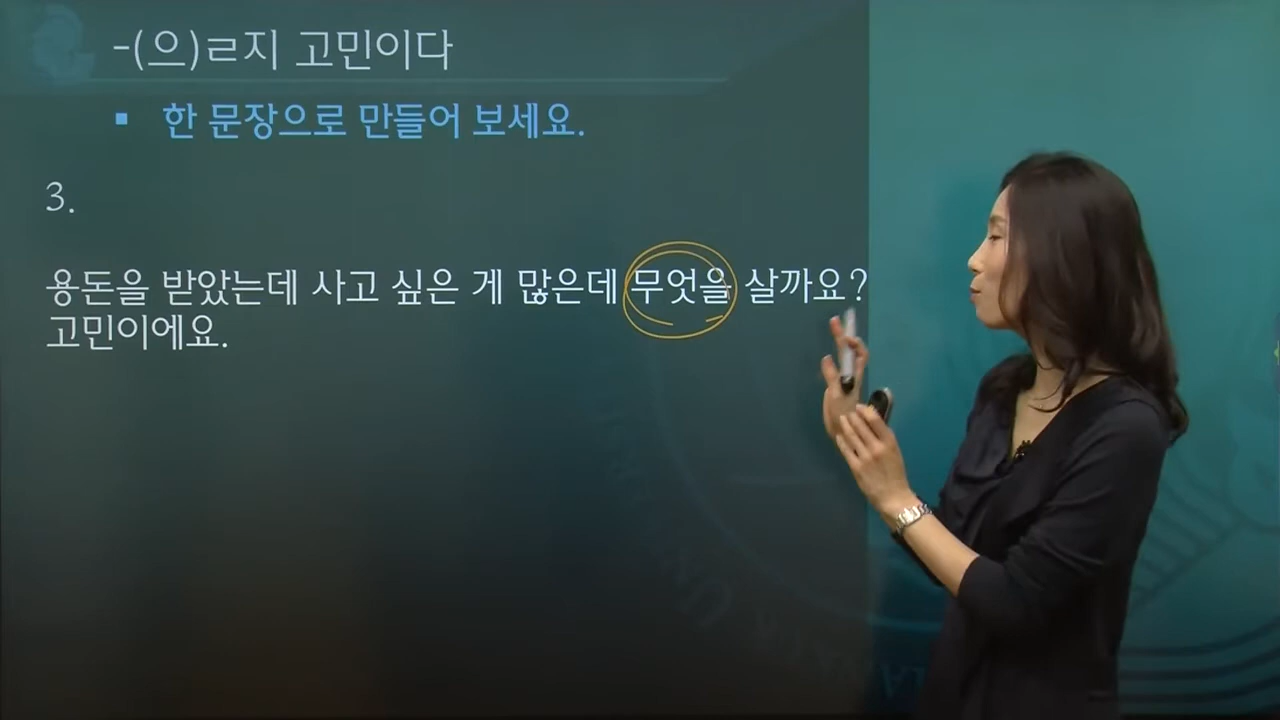 -(으)ㄹ지 고민이다
▪ 한 문장으로 만들어 보세요.
3.
용돈을 받았는데 사고 싶은 게 많은데 무엇을 살까요?
고민이에요.